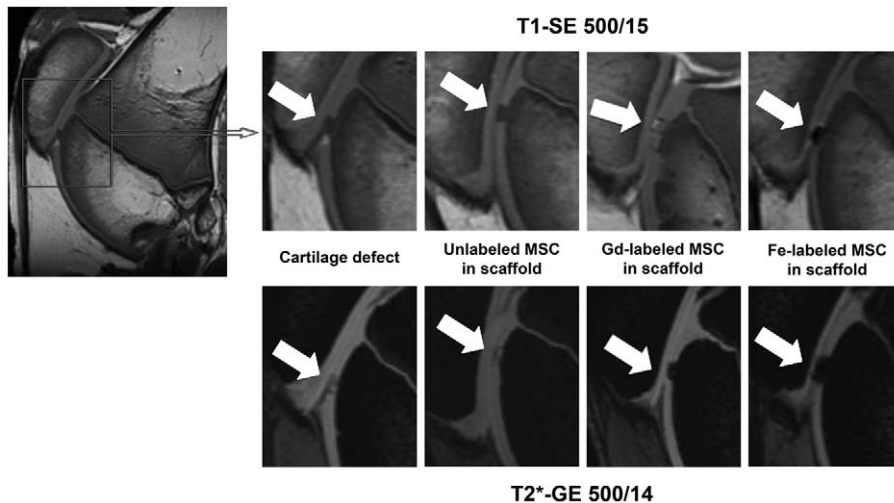 T1-SE 500/15
Cartilage defect
Unlabeled MSC
in scaffold
Gd-labeled MSC
in scaffold
Fe-labeled MSC
in scaffold
T2*-GE 500/14